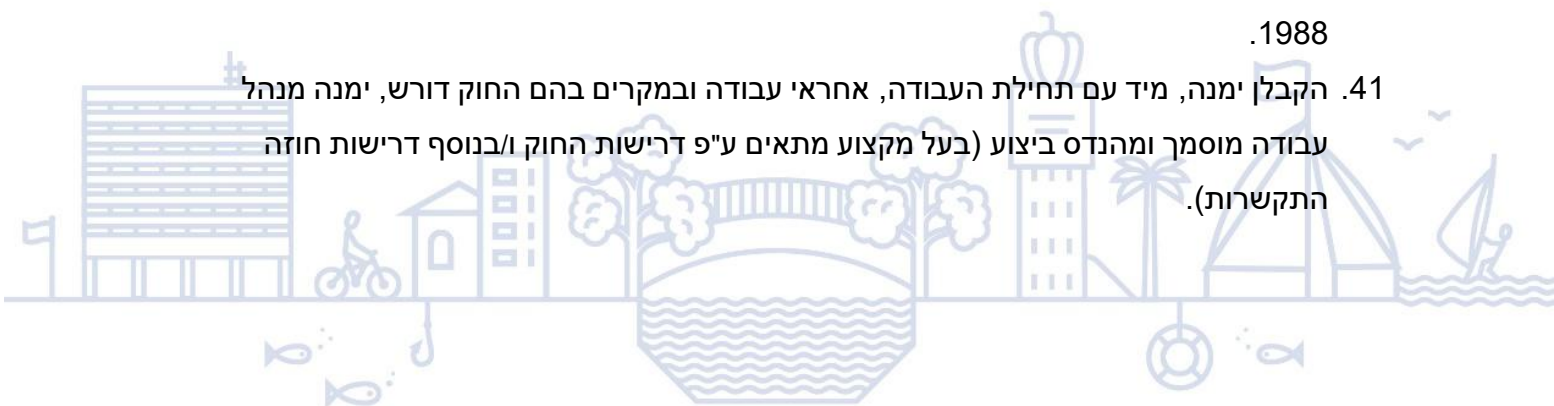 1988.
41. הקבלן ימנה, מיד עם תחילת העבודה, אחראי עבודה ובמקרים בהם החוק דורש, ימנה מנהל
עבודה מוסמך ומהנדס ביצוע (בעל מקצוע מתאים ע"פ דרישות החוק ו/בנוסף דרישות חוזה
התקשרות).